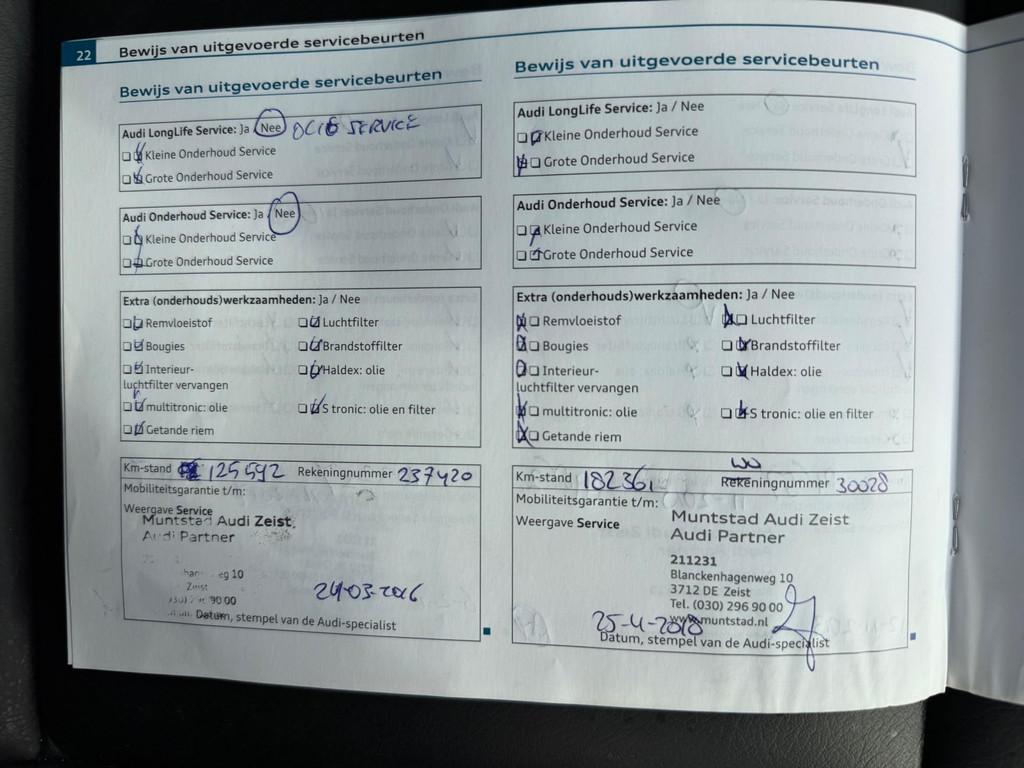 22 Bewijs van uitgevoerde servicebeurten
Bewijs van uitgevoerde servicebeurten
Audi LongLife Service: Ja / Nee SERVICE
Kleine Onderhoud Service
Grote Onderhoud Service
Audi Onderhoud Service: Ja / Nee
Kleine Onderhoud Service
Grote Onderhoud Service
Extra (onderhouds)werkzaamheden: Ja / Nee
Remvloeistof Luchtfilter
Bougies Brandstoffilter
Interieur- Haldex: olie
luchtfilter vervangen
multitronic: olie S tronic: olie en filter
Getande riem
Km-stand 125592 Rekeningnummer 237420
Mobiliteitsgarantie t/m:
Weergave Service
Muntstad Audi Zeist
Audi Partner
eg 10
Zeist
90 00
24-03-2016
Datum, stempel van de Audi-specialist
Bewijs van uitgevoerde servicebeurten
Audi LongLife Service: Ja / Nee
Kleine Onderhoud Service
Grote Onderhoud Service
Audi Onderhoud Service: Ja / Nee
Kleine Onderhoud Service
Grote Onderhoud Service
Extra (onderhouds)werkzaamheden: Ja / Nee
Remvloeistof Luchtfilter
Bougies Brandstoffilter
Interieur- Haldex: olie
luchtfilter vervangen
multitronic: olie S tronic: olie en filter
Getande riem
WO
Km-stand 182361 Rekeningnummer 30028
Mobiliteitsgarantie t/m:
Weergave Service
Muntstad Audi Zeist
Audi Partner
211231
Blanckenhagenweg 10
3712 DE Zeist
Tel. (030) 296 90 00
www.muntstad.nl
25-4-2018
Datum, stempel van de Audi-specialist